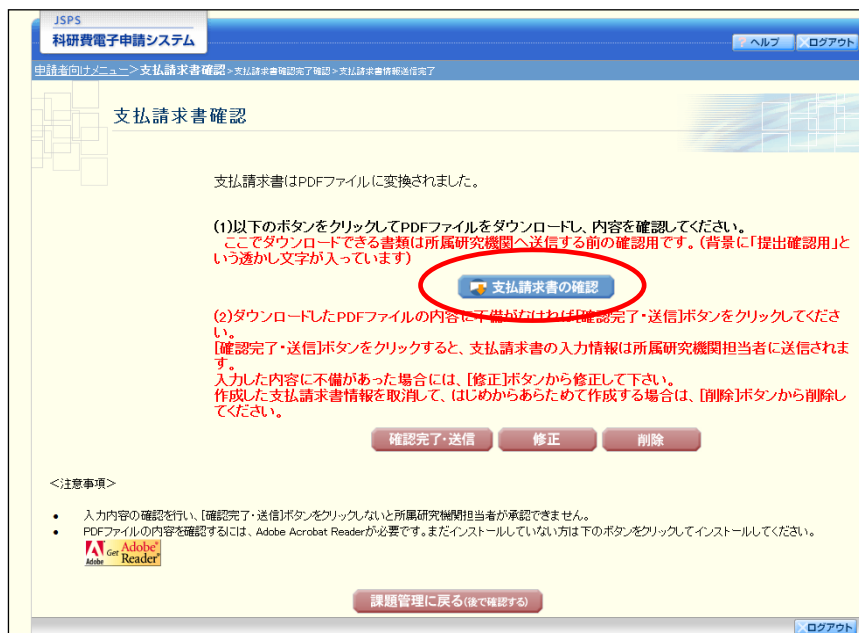 JSPS
科研費電子申請システム
ヘルプ
ログアウト
申請者向けメニュー>支払請求書確認>支払請求書確認完了確認>支払請求書情報送信完了
支払請求書確認
支払請求書はPDFファイルに変換されました。
(1)以下のボタンをクリックしてPDFファイルをダウンロードし、内容を確認してください。
ここでダウンロードできる書類は所属研究機関へ送信する前の確認用です。(背景に「提出確認用」と
いう透かし文字が入っています)
支払請求書の確認
(2)ダウンロードしたPDFファイルの内容に不備がなければ[確認完了・送信]ボタンをクリックしてくださ
い。
[確認完了・送信]ボタンをクリックすると、支払請求書の入力情報は所属研究機関担当者に送信されま
す。
入力した内容に不備があった場合には、[修正]ボタンから修正して下さい。
作成した支払請求書情報を取消して、はじめからあらためて作成する場合は、[削除]ボタンから削除し
てください。
確認完了・送信
修正
削除
<注意事項>
• 入力内容の確認を行い、[確認完了・送信]ボタンをクリックしないと所属研究機関担当者が承認できません。
• PDFファイルの内容を確認するには、Adobe Acrobat Readerが必要です。まだインストールしていない方は下のボタンをクリックしてインストールしてください。
Adobe
Get Adobe®
Reader®
課題管理に戻る(後で確認する)
ログアウト